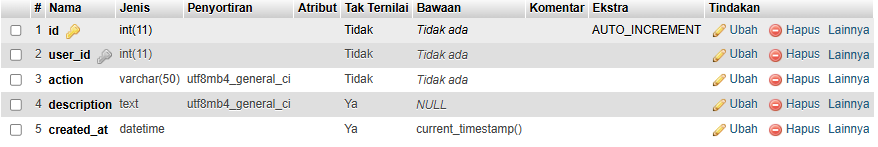 # Nama Jenis Penyortiran Atribut Tak Ternilai Bawaan Komentar Ekstra Tindakan
1 id int(11) Tidak Tidak ada AUTO_INCREMENT Ubah Hapus Lainnya
2 user_id int(11) Tidak Tidak ada Ubah Hapus Lainnya
3 action varchar(50) utf8mb4_general_ci Tidak Tidak ada Ubah Hapus Lainnya
4 description text utf8mb4_general_ci Ya NULL Ubah Hapus Lainnya
5 created_at datetime Ya current_timestamp() Ubah Hapus Lainnya